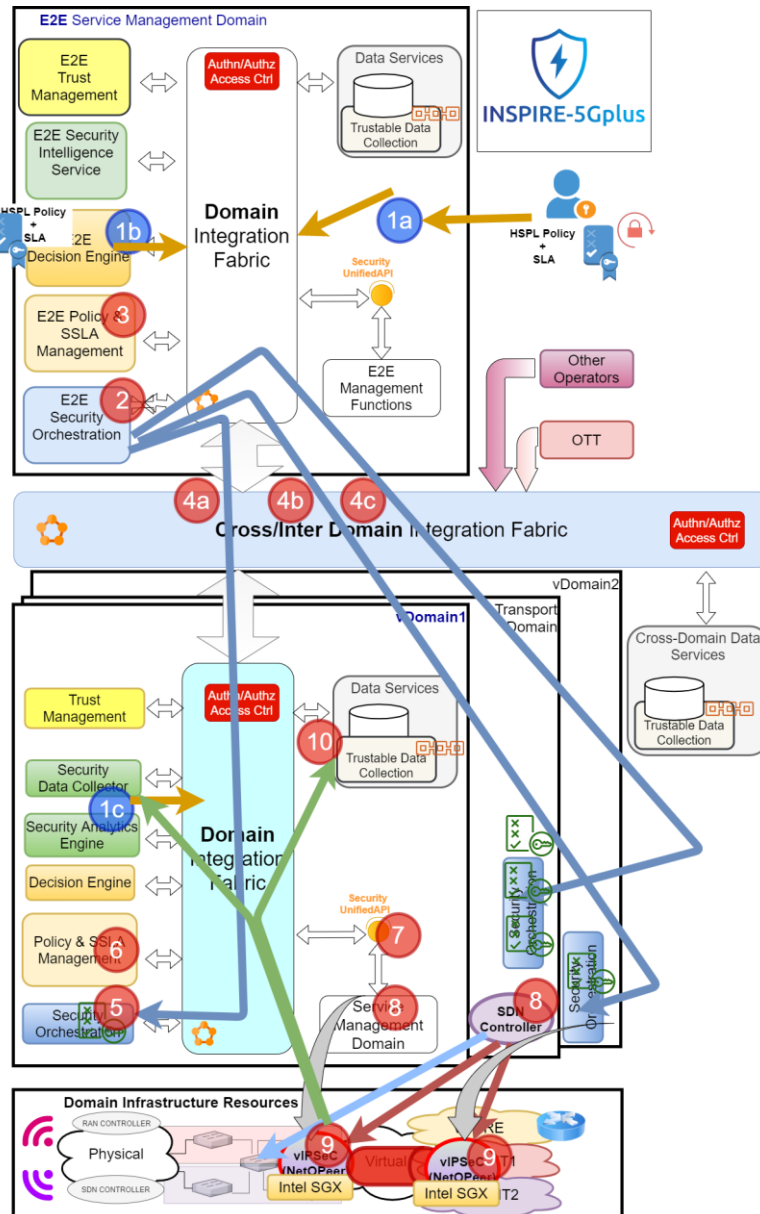 E2E Service Management Domain
E2E
Trust
Management
Authn/Authz
Access Ctrl
Data Services
Trustable Data
Collection
INSPIRE-5Gplus
E2E Security
Intelligence
Service
Domain
Integration
Fabric
1a
HSPL Policy
+
SLA
HSPL Policy
+
SLA
1b
E2E
Decision Engine
Security
UnifiedAPI
3
E2E Policy &
SSLA
Management
E2E
Management
Functions
2
E2E
Security
Orchestration
Other
Operators
OTT
4a
4b
4c
Cross/Inter Domain Integration Fabric
Authn/Authz
Access Ctrl
vDomain2
Transport
Domain
vDomain1
Cross-Domain Data
Services
Trustable Data
Collection
Trust
Management
Authn/Authz
Access Ctrl
Data Services
10
Trustable Data
Collection
Security
Data Collector
1c
Security Analytics
Engine
Domain
Integration
Fabric
Decision Engine
Security
UnifiedAPI
7
Policy & SSLA
Management
6
5
Security
Orchestration
8
Service
Management
Domain
8
SDN
Controller
Security
Orchestration
Security
Orchestration
Domain Infrastructure Resources
RAN CONTROLLER
Physical
SDN CONTROLLER
9
vIPSeC
(NetOPeer)
Intel SGX
Virtual
9
vIPSeC
(NetOPeer)
Intel SGX
RE
T1
T2